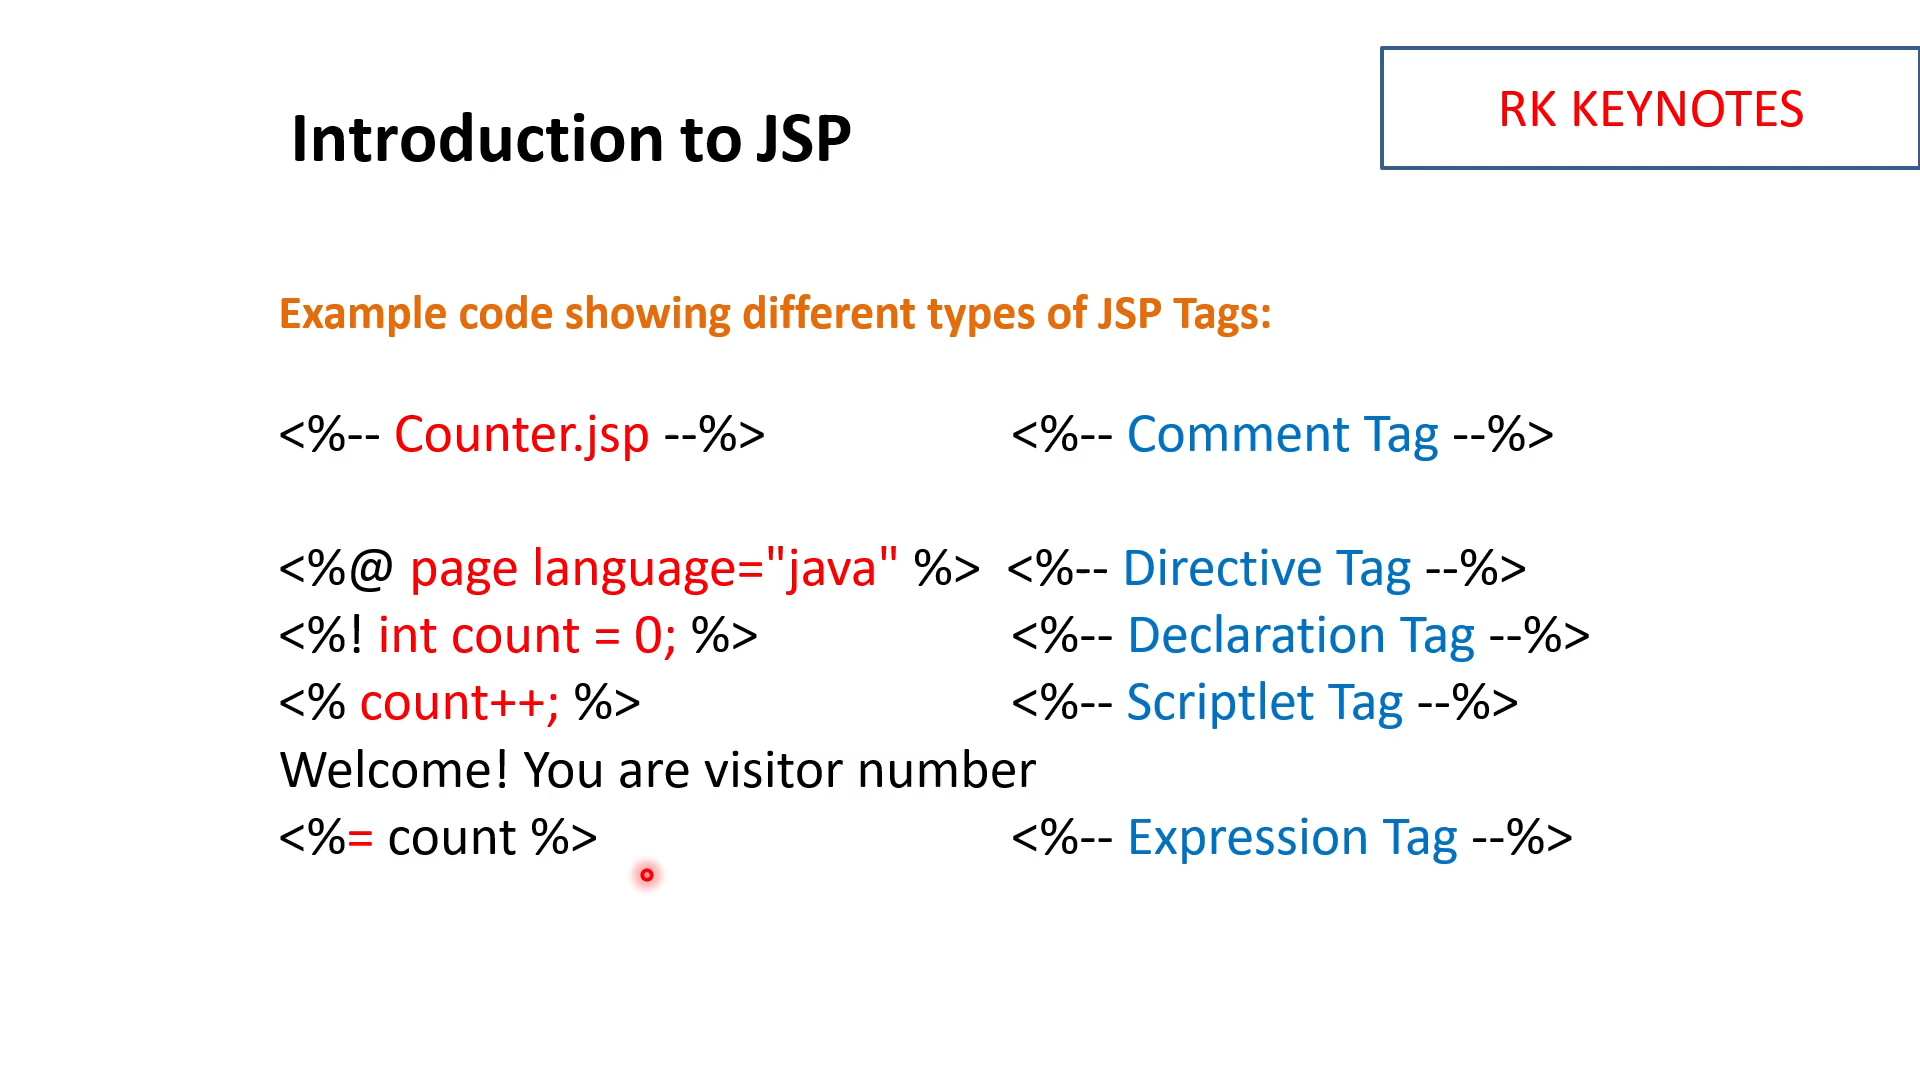 RK KEYNOTES
Introduction to JSP
Example code showing different types of JSP Tags:
<%-- Counter.jsp --%> <%-- Comment Tag --%>
<%@ page language="java" %> <%-- Directive Tag --%>
<%! int count = 0; %> <%-- Declaration Tag --%>
<% count++; %> <%-- Scriptlet Tag --%>
Welcome! You are visitor number
<%= count %> <%-- Expression Tag --%>